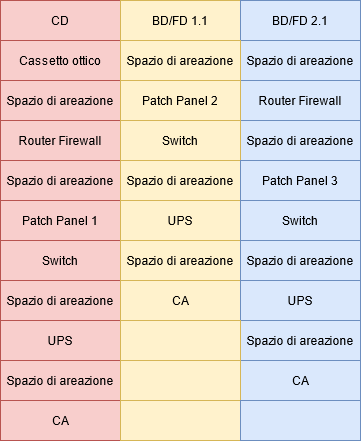 CD BD/FD 1.1 BD/FD 2.1
Cassetto ottico Spazio di areazione Spazio di areazione
Spazio di areazione Patch Panel 2 Router Firewall
Router Firewall Switch Spazio di areazione
Spazio di areazione Spazio di areazione Patch Panel 3
Patch Panel 1 UPS Switch
Switch Spazio di areazione Spazio di areazione
Spazio di areazione CA UPS
UPS Spazio di areazione
Spazio di areazione CA
CA